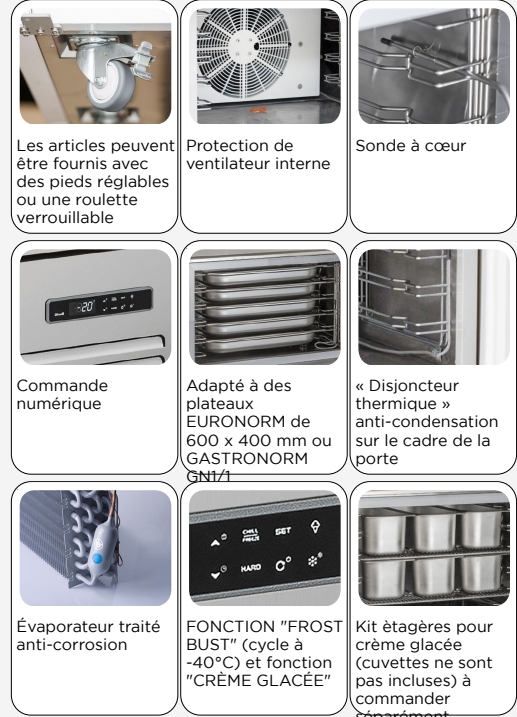 Les articles peuvent
être fournis avec
des pieds réglables
ou une roulette
verrouillable
Protection de
ventilateur interne
Sonde à cœur
-20
Commande
numérique
Adapté à des
plateaux
EURONORM de
600 x 400 mm ou
GASTRONORM
GN1/1
« Disjoncteur
thermique »
anti-condensation
sur le cadre de la
porte
Évaporateur traité
anti-corrosion
CHILL
FREEZE
SET
HARD
FONCTION "FROST
BUST" (cycle à
-40°C) et fonction
"CRÈME GLACÉE"
Kit ètagères pour
crème glacée
(cuvettes ne sont
pas incluses) à
commander
séparément